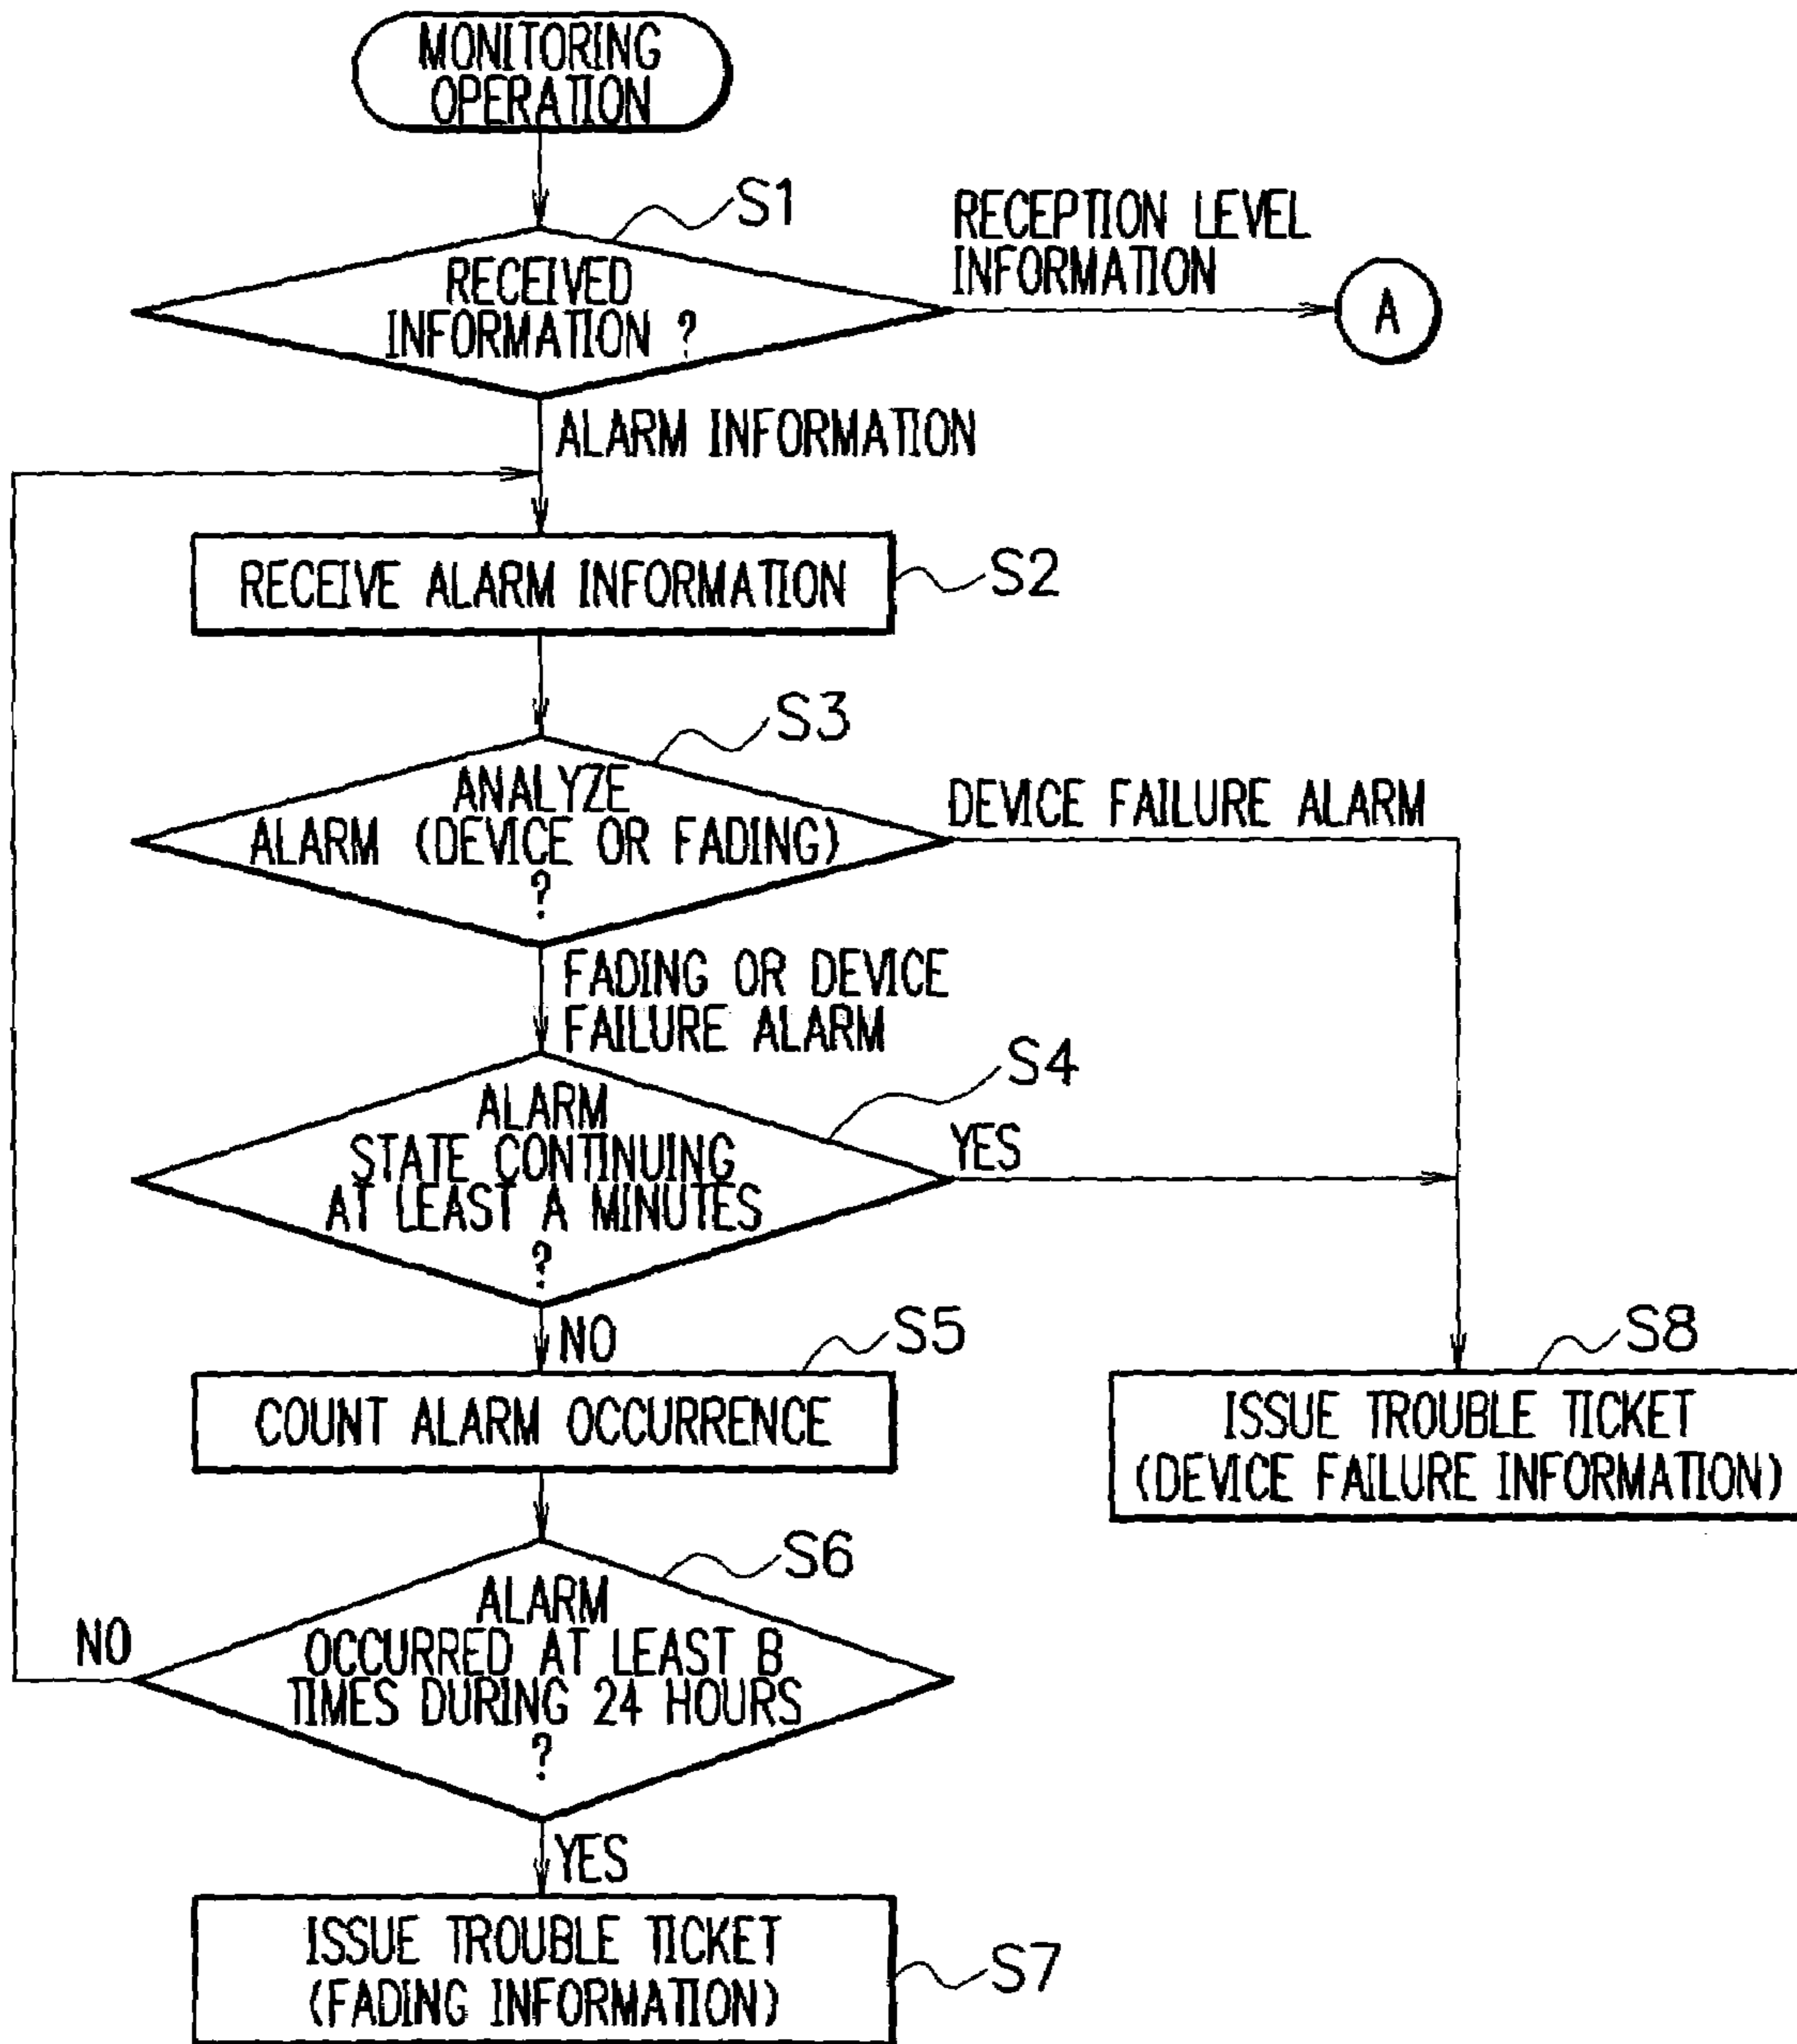 MONITORING
OPERATION
S1
RECEPTION LEVEL
INFORMATION
RECEIVED
INFORMATION ?
A
ALARM INFORMATION
RECEIVE ALARM INFORMATION
S2
S3
ANALYZE
ALARM (DEVICE OR FADING)
?
DEVICE FAILURE ALARM
FADING OR DEVICE
FAILURE ALARM
S4
ALARM
STATE CONTINUING
AT LEAST A MINUTES
?
YES
NO
S5
COUNT ALARM OCCURRENCE
S8
ISSUE TROUBLE TICKET
(DEVICE FAILURE INFORMATION)
S6
ALARM
OCCURRED AT LEAST B
TIMES DURING 24 HOURS
?
NO
YES
ISSUE TROUBLE TICKET
(FADING INFORMATION)
S7